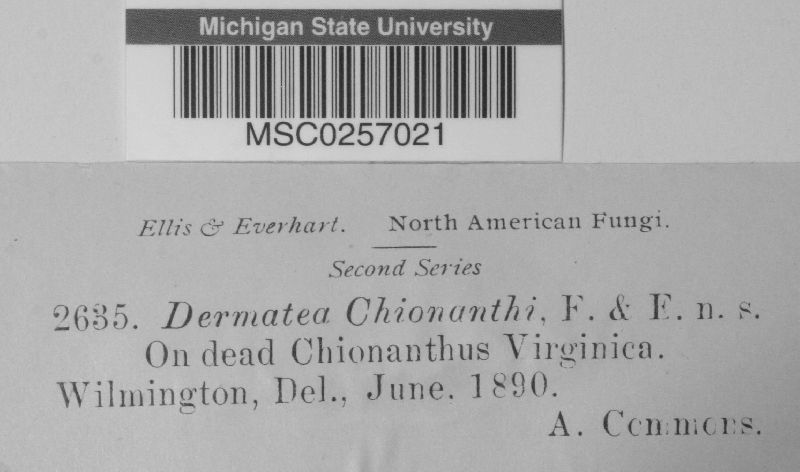 Michigan State University
MSC0257021
Ellis & Everhart. North American Fungi.
Second Series
2635. Dermatea Chionanthi, E. & E. n. s.
On dead Chionanthus Virginica.
Wilmington, Del., June. 1890.
A. Commons.